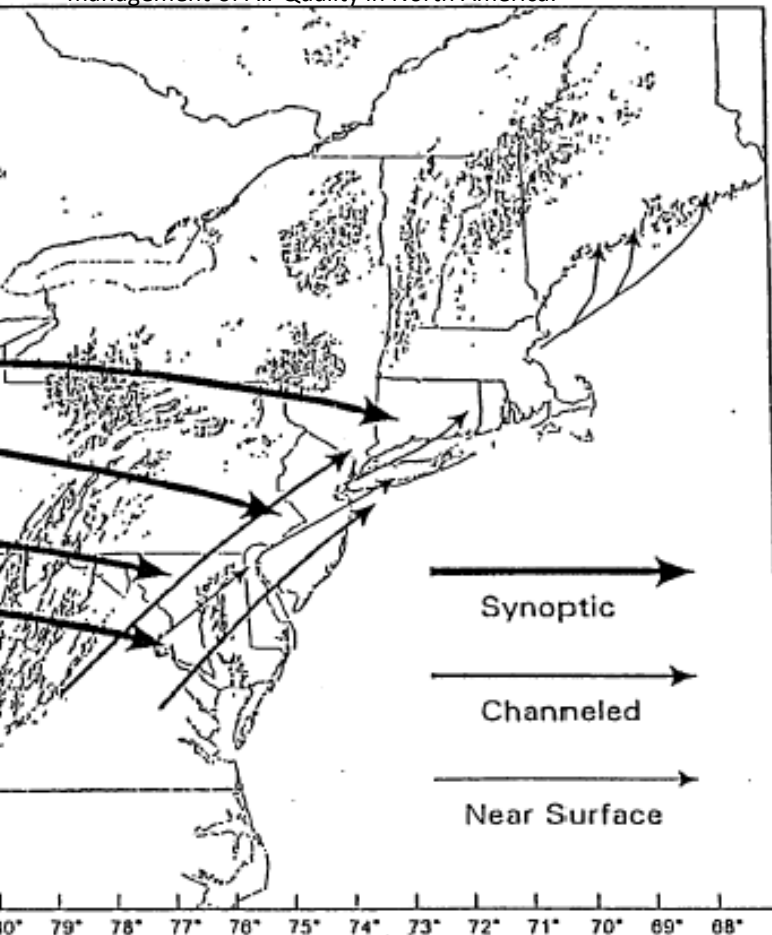 Management of Air Quality in North America.
Synoptic
Channeled
Near Surface
80° 79° 78° 77° 76° 75° 74° 73° 72° 71° 70° 69° 68°